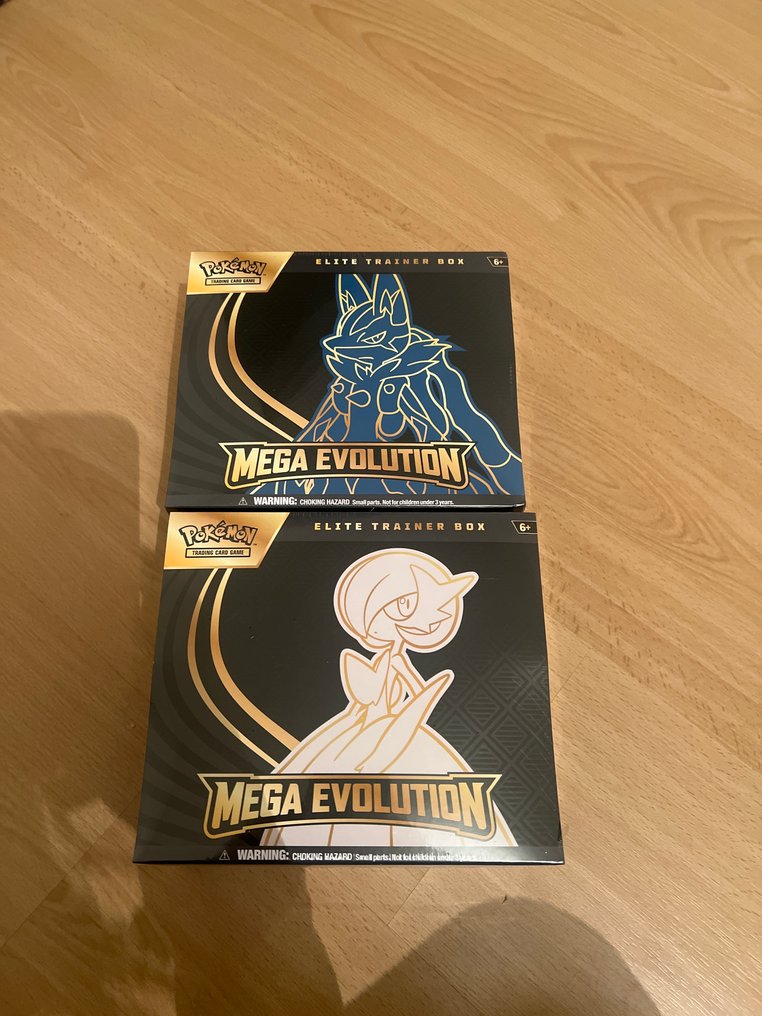 Pokémon
TRADING CARD GAME
ELITE TRAINER BOX
6+
MEGA EVOLUTION
WARNING: CHOKING HAZARD Small parts. Not for children under 3 years.
Pokémon
TRADING CARD GAME
ELITE TRAINER BOX
6+
MEGA EVOLUTION
WARNING: CHOKING HAZARD Small parts. Not for children under 3 years.